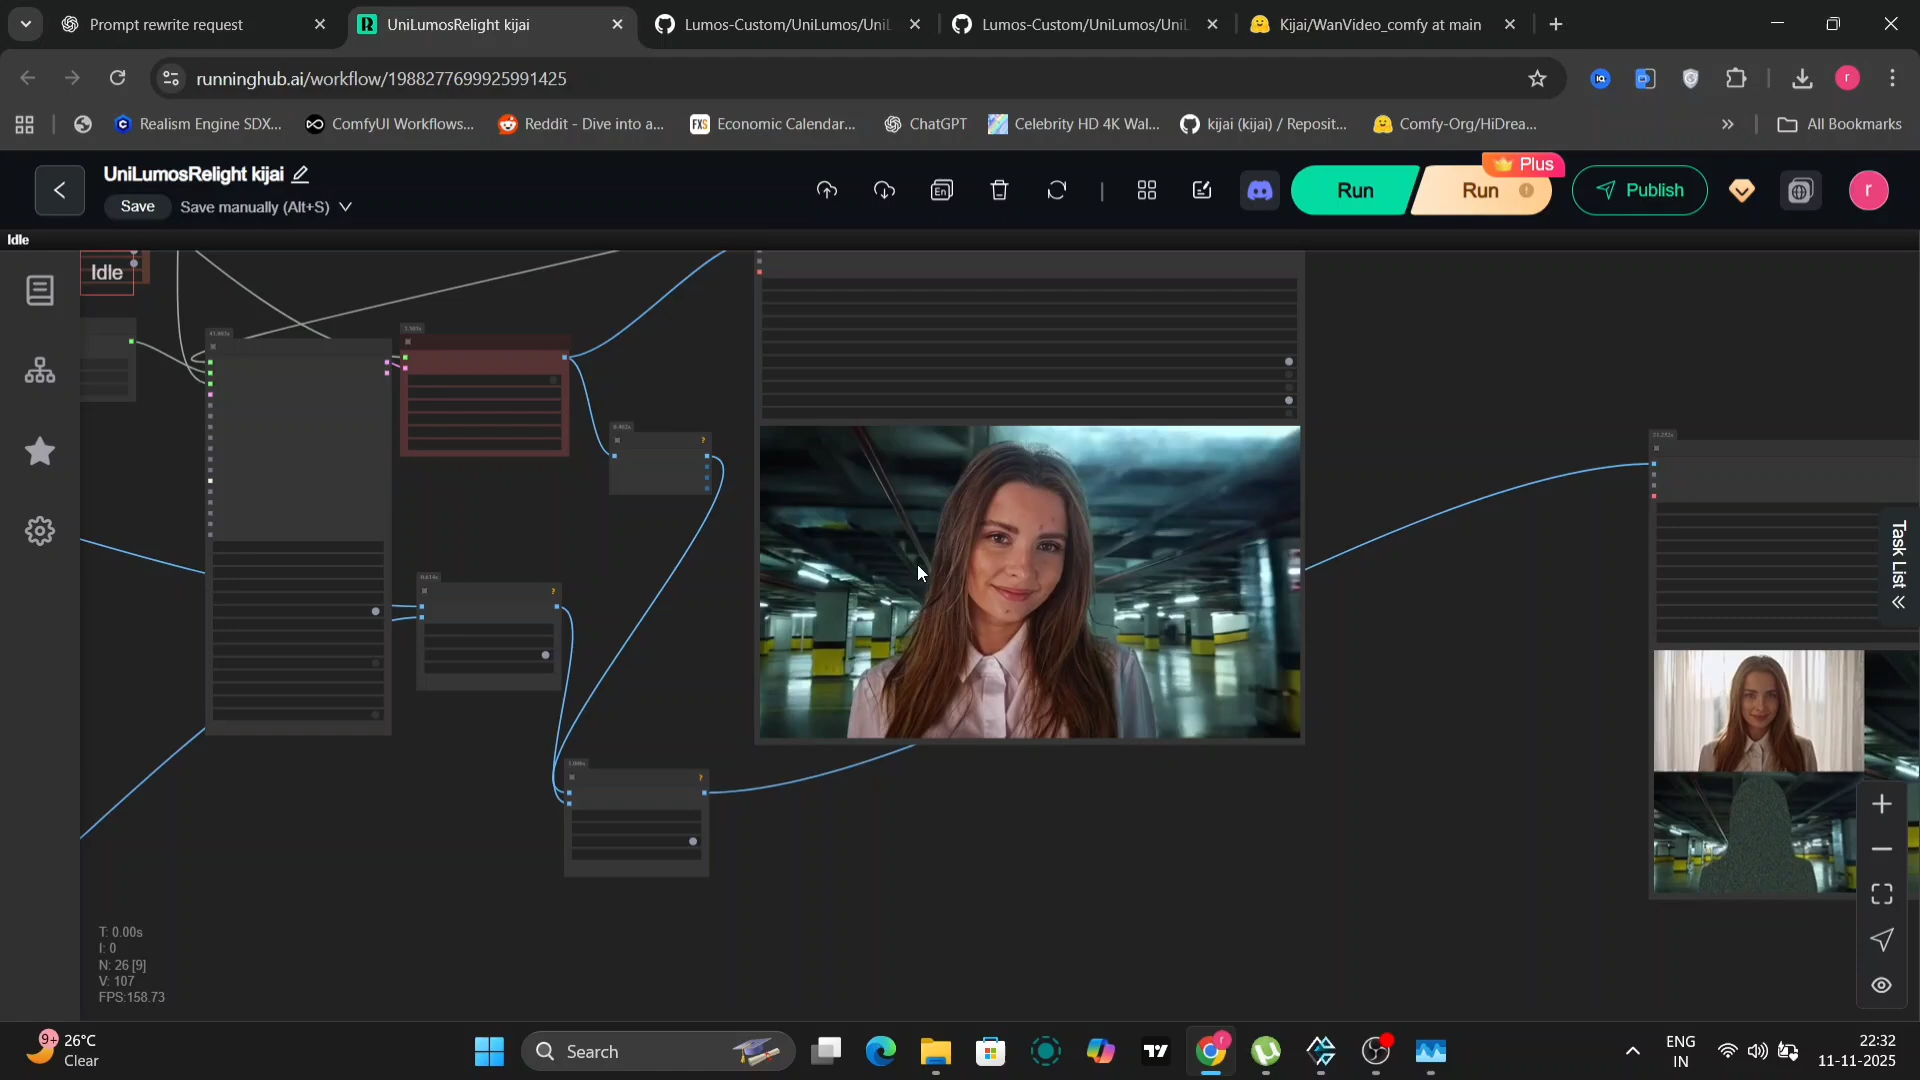 Prompt rewrite request
UniLumosRelight kijai
Lumos-Custom/UniLumos/UniL
Lumos-Custom/UniLumos/UniL
Kijai/WanVideo_comfy at main
runninghub.ai/workflow/1988277699925991425
Realism Engine SDX...
ComfyUI Workflows...
Reddit - Dive into a...
FXS
Economic Calendar...
ChatGPT
Celebrity HD 4K Wal...
kijai (kijai) / Reposit...
Comfy-Org/HiDrea...
All Bookmarks
UniLumosRelight kijai
Save
Save manually (Alt+S)
En
Run
Run
Plus
Publish
r
Idle
Idle
Task List
T: 0.00s
I: 0
N: 26 [9]
V: 107
FPS:158.73
9+
26°C
Clear
Search
ENG
IN
22:32
11-11-2025